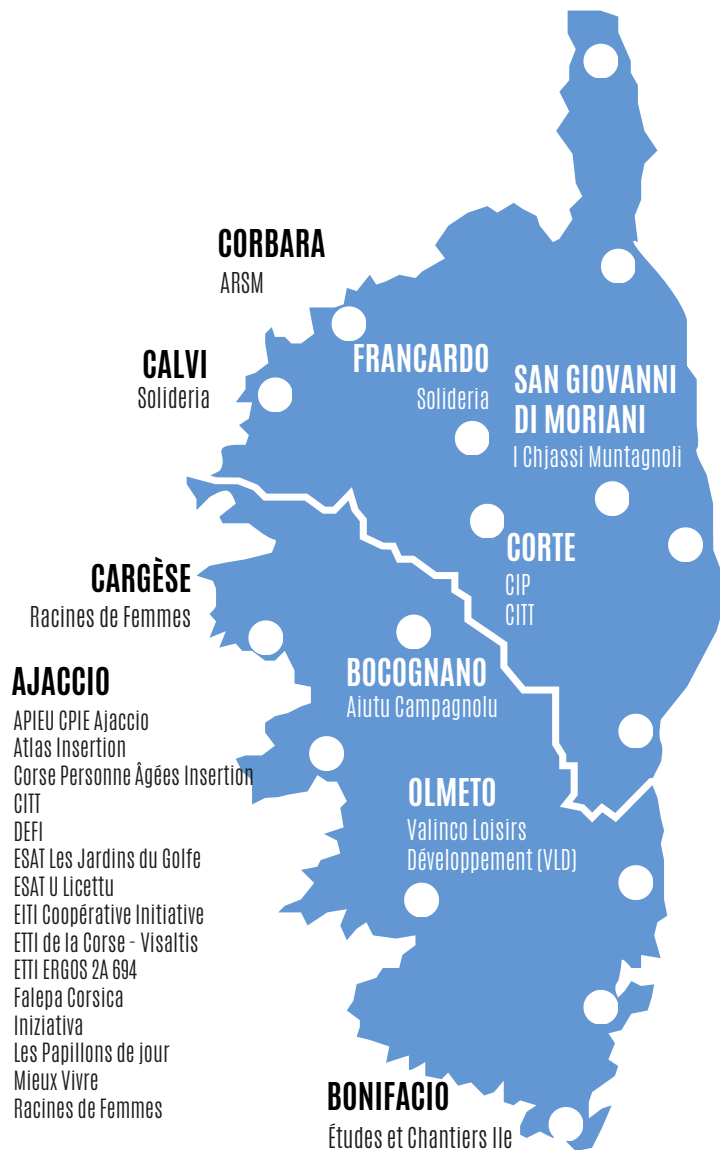 CORBARA
ARSM
CALVI
Solideria
FRANCARDO
Solideria
SAN GIOVANNI
DI MORIANI
I Chjassi Muntagnoli
CORTE
CIP
CITT
CARGÈSE
Racines de Femmes
BOCOGNANO
Aiutu Campagnolu
AJACCIO
APIEU CPIE Ajaccio
Atlas Insertion
Corse Personne Âgées Insertion
CITT
DEFI
ESAT Les Jardins du Golfe
ESAT U Licettu
EITI Coopérative Initiative
ETTI de la Corse - Visaltis
ETTI ERGOS 2A 694
Falepa Corsica
Iniziativa
Les Papillons de jour
Mieux Vivre
Racines de Femmes
OLMETO
Valinco Loisirs
Développement (VLD)
BONIFACIO
Études et Chantiers Ile